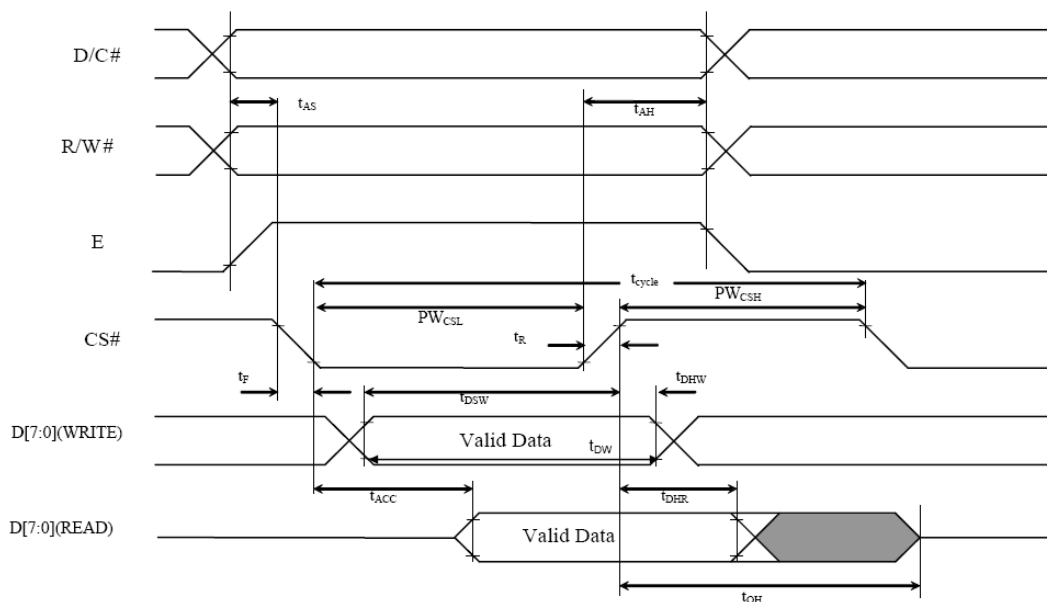 D/C#
t_AS
t_AH
R/W#
E
t_cycle
PW_CSL
PW_CSH
CS#
t_R
t_F
t_DSW
t_DHW
D[7:0](WRITE)
Valid Data
t_DW
t_ACC
t_DHR
D[7:0](READ)
Valid Data
t_OH